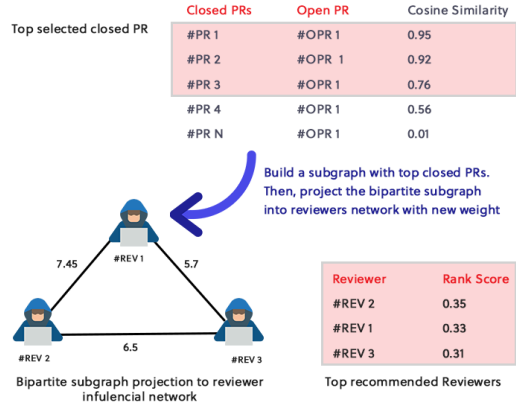 Closed PRs Open PR Cosine Similarity
Top selected closed PR
#PR 1 #OPR 1 0.95
#PR 2 #OPR 1 0.92
#PR 3 #OPR 1 0.76
#PR 4 #OPR 1 0.56
#PR N #OPR 1 0.01
Build a subgraph with top closed PRs.
Then, project the bipartite subgraph
into reviewers network with new weight
#REV 1
7.45
5.7
6.5
#REV 2
#REV 3
Bipartite subgraph projection to reviewer
infulencial network
Reviewer Rank Score
#REV 2 0.35
#REV 1 0.33
#REV 3 0.31
Top recommended Reviewers